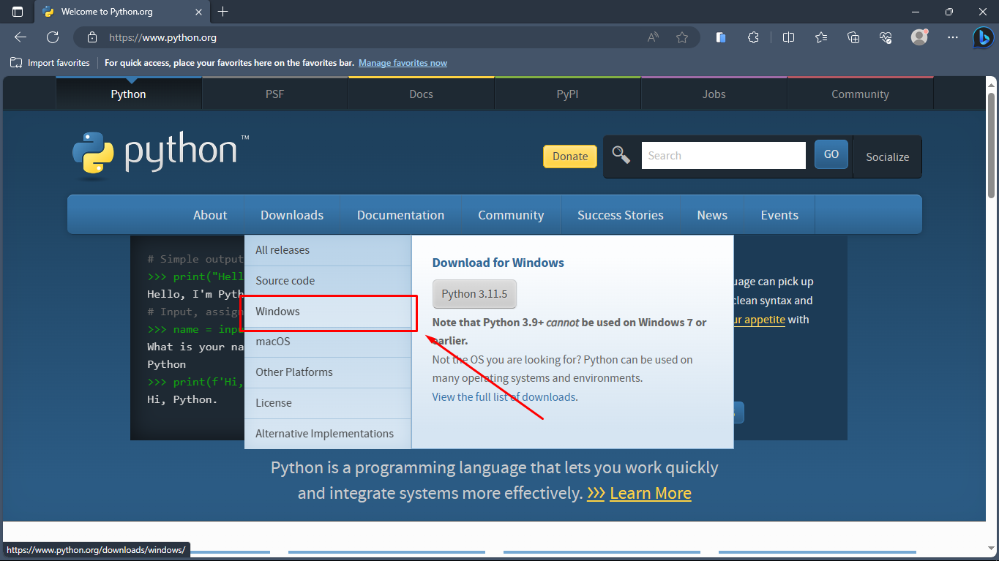 Welcome to Python.org
https://www.python.org
Import favorites
For quick access, place your favorites here on the favorites bar. Manage favorites now
Python
PSF
Docs
PyPI
Jobs
Community
python™
Donate
Search
GO
Socialize
About
Downloads
Documentation
Community
Success Stories
News
Events
# Simple output
>>> print("Hell
Hello, I'm Pyth
# Input, assign
>>> name = inpu
What is your na
Python
>>> print(f'Hi,
Hi, Python.
All releases
Source code
Windows
macOS
Other Platforms
License
Alternative Implementations
Download for Windows
Python 3.11.5
Note that Python 3.9+ cannot be used on Windows 7 or
earlier.
Not the OS you are looking for? Python can be used on
many operating systems and environments.
View the full list of downloads.
uage can pick up
clean syntax and
ur appetite with
Python is a programming language that lets you work quickly
and integrate systems more effectively. >>> Learn More
https://www.python.org/downloads/windows/